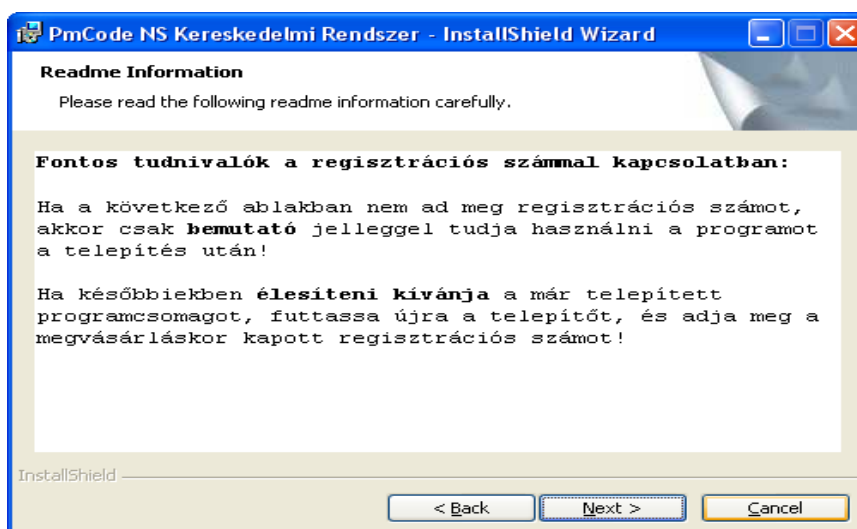 PmCode NS Kereskedelmi Rendszer - InstallShield Wizard
Readme Information
Please read the following readme information carefully.
Fontos tudnivalók a regisztrációs számmal kapcsolatban:
Ha a következő ablakban nem ad meg regisztrációs számot,
akkor csak bemutató jelleggel tudja használni a programot
a telepítés után!
Ha későbbiekben élesíteni kívánja a már telepített
programcsomagot, futtassa újra a telepítőt, és adja meg a
megvásárláskor kapott regisztrációs számot!
InstallShield
< Back
Next >
Cancel